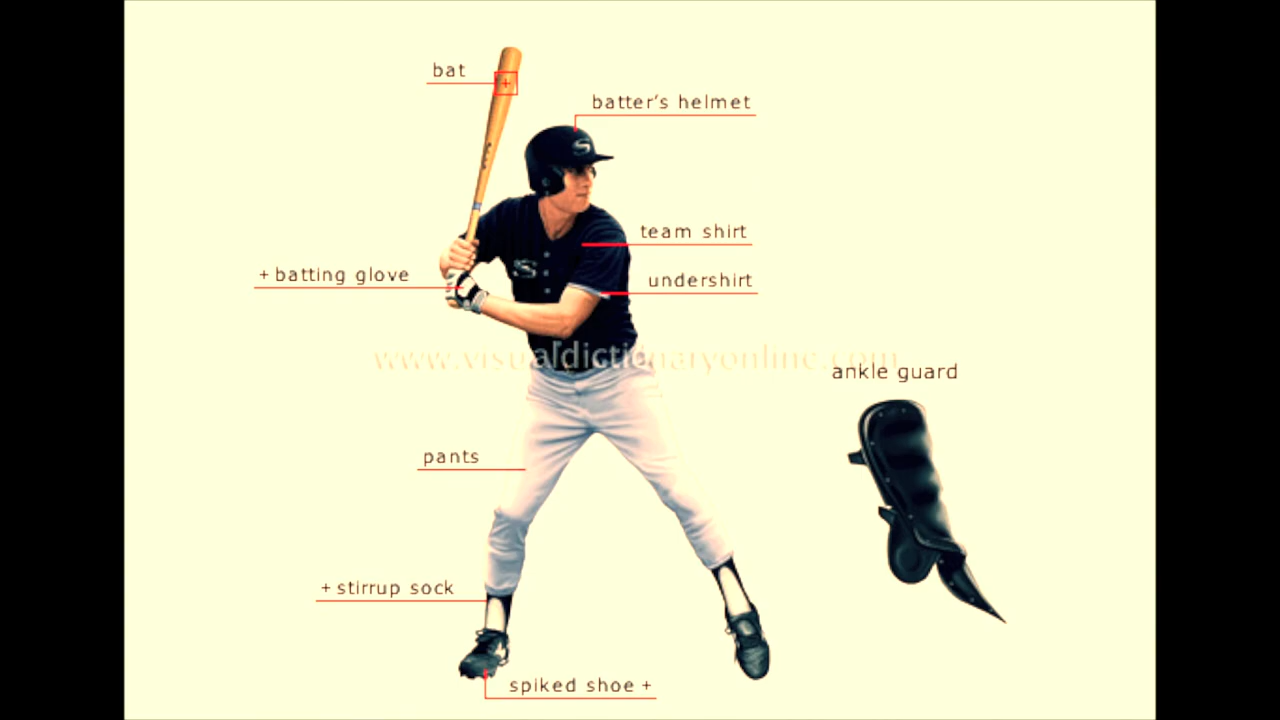 bat
batter's helmet
team shirt
+ batting glove
undershirt
www.visualdictionaryonline.com
ankle guard
pants
+ stirrup sock
spiked shoe +
S
S